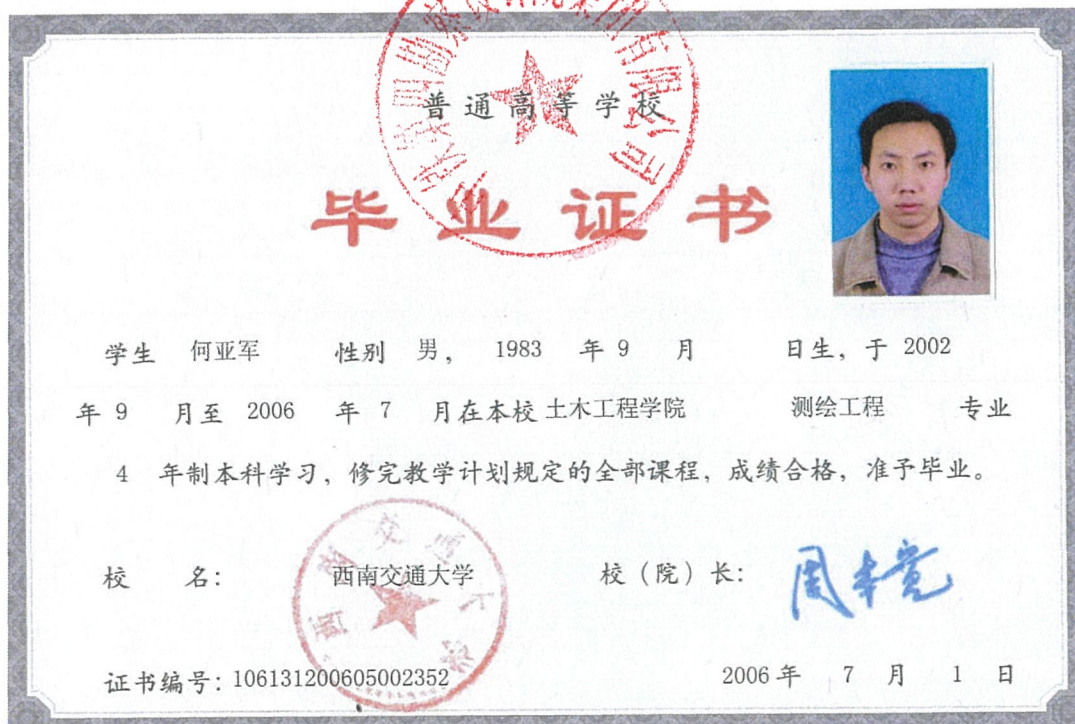 普通高等学校
毕业证书
学生 何亚军 性别 男， 1983 年 9 月 日生，于 2002
年 9 月至 2006 年 7 月在本校 土木工程学院 测绘工程 专业
4 年制本科学习，修完教学计划规定的全部课程，成绩合格，准予毕业。
校 名： 西南交通大学 校（院）长：
证书编号：106131200605002352 2006 年 7 月 1 日